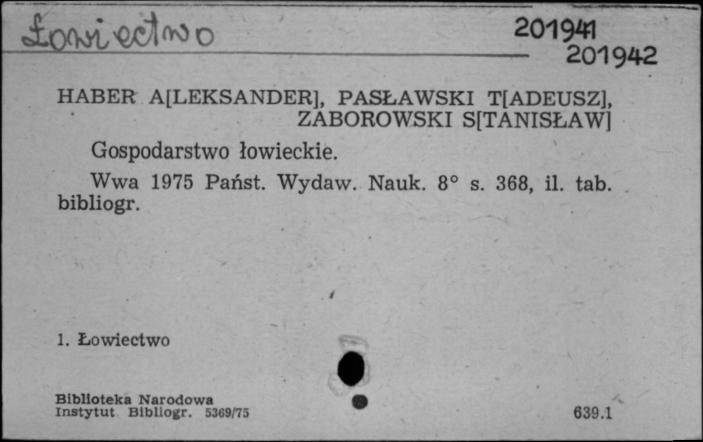 Łowiectwo
201941
201942
HABER A[LEKSANDER], PASŁAWSKI T[ADEUSZ],
ZABOROWSKI S[TANISŁAW]
Gospodarstwo łowieckie.
Wwa 1975 Państ. Wydaw. Nauk. 8° s. 368, il. tab.
bibliogr.
1. Łowiectwo
Biblioteka Narodowa
Instytut Bibliogr. 5369/75
639.1